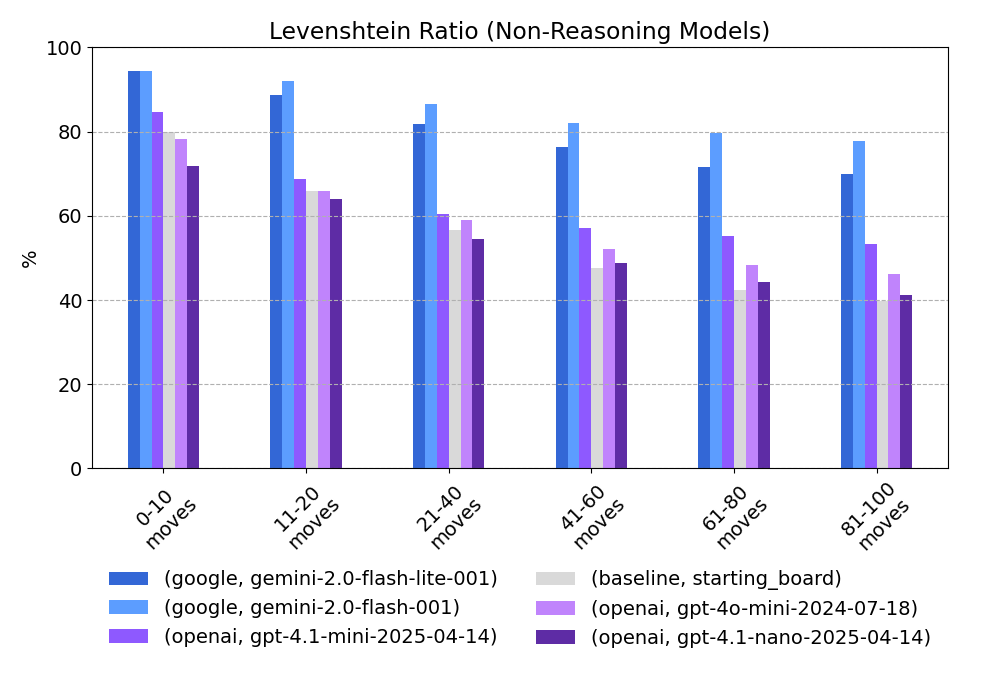 Levenshtein Ratio (Non-Reasoning Models)
%
100
80
60
40
20
0
0-10
moves
11-20
moves
21-40
moves
41-60
moves
61-80
moves
81-100
moves
(google, gemini-2.0-flash-lite-001)
(google, gemini-2.0-flash-001)
(openai, gpt-4.1-mini-2025-04-14)
(baseline, starting_board)
(openai, gpt-4o-mini-2024-07-18)
(openai, gpt-4.1-nano-2025-04-14)